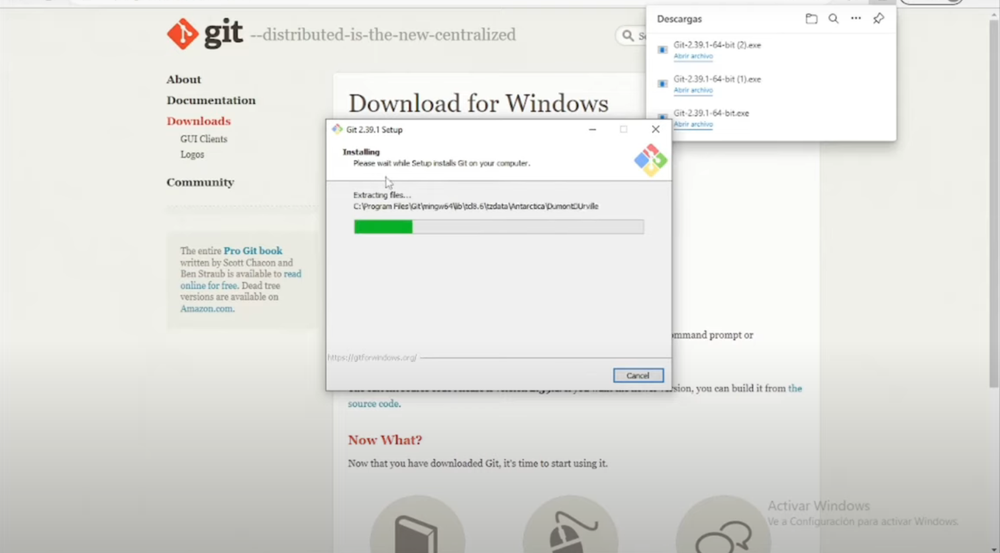 git --distributed-is-the-new-centralized
About
Documentation
Downloads
GUI Clients
Logos
Community
The entire Pro Git book
written by Scott Chacon and
Ben Straub is available to read
online for free. Dead tree
versions are available on
Amazon.com.
Download for Windows
Descargas
Git-2.39.1-64-bit (2).exe
Abrir archivo
Git-2.39.1-64-bit (1).exe
Abrir archivo
Git-2.39.1-64-bit.exe
Abrir archivo
Git 2.39.1 Setup
Installing
Please wait while Setup installs Git on your computer.
Extracting files...
C:\Program Files\Git\mingw64\lib\tcl8.6\tzdata\Antarctica\DumontDUrville
https://gitforwindows.org/
Cancel
command prompt or
version, you can build it from the
source code.
Now What?
Now that you have downloaded Git, it's time to start using it.
Activar Windows
Ve a Configuración para activar Windows.